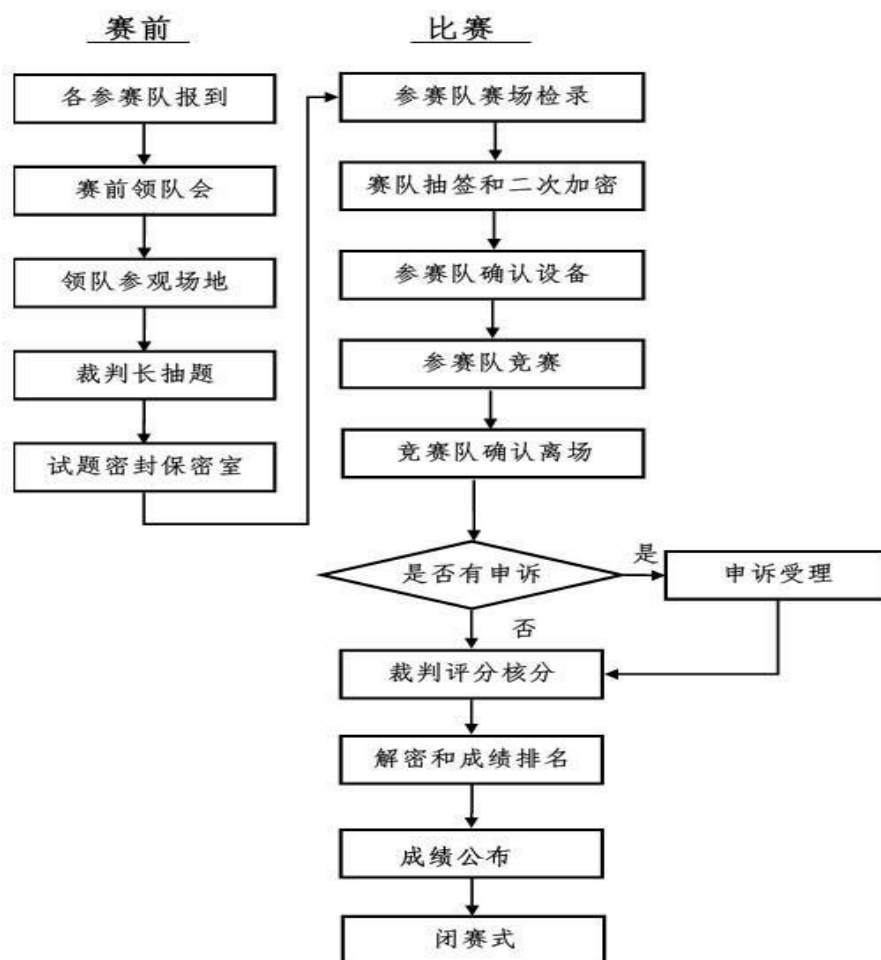 赛前
各参赛队报到
赛前领队会
领队参观场地
裁判长抽题
试题密封保密室
比赛
参赛队赛场检录
赛队抽签和二次加密
参赛队确认设备
参赛队竞赛
竞赛队确认离场
是否有申诉
是
申诉受理
否
裁判评分核分
解密和成绩排名
成绩公布
闭赛式